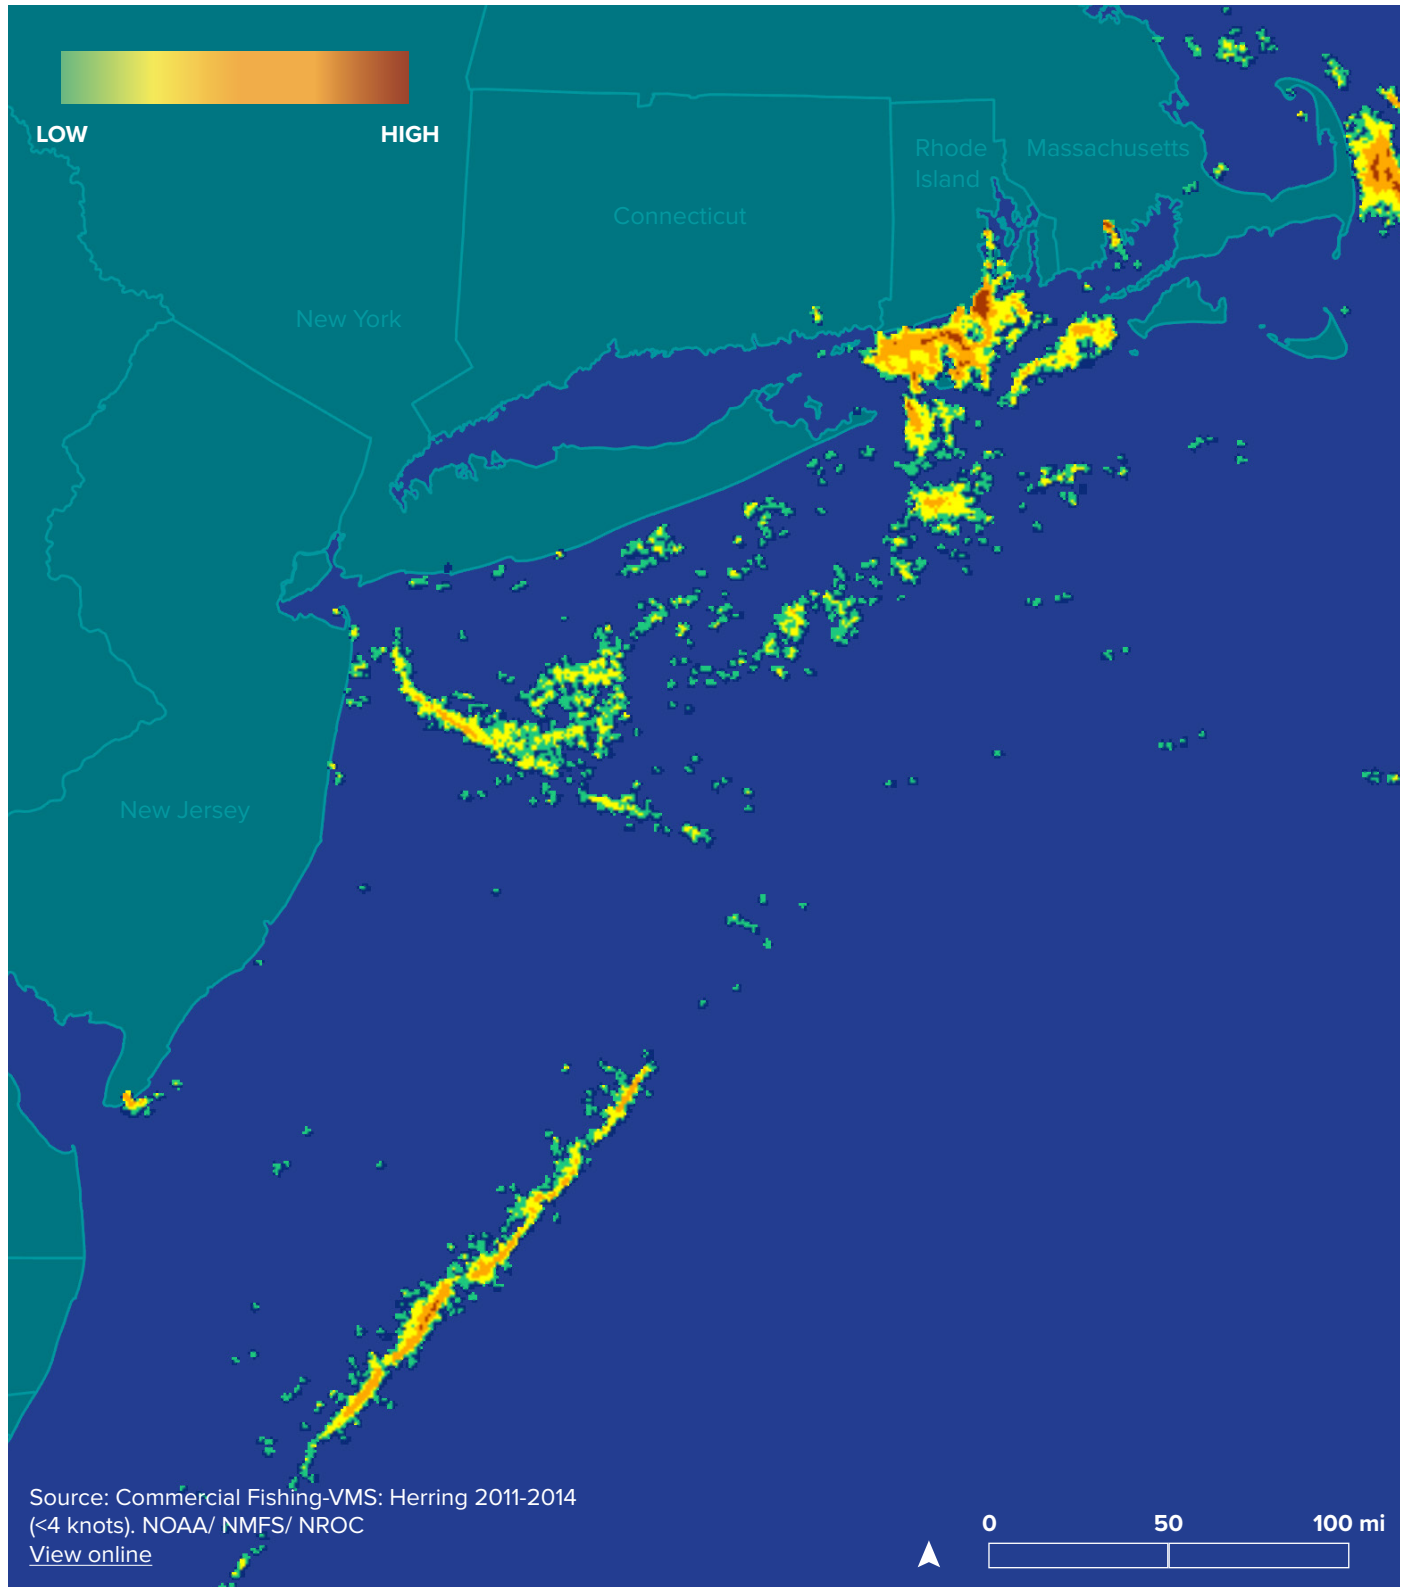 LOW HIGH
Rhode
Island
Massachusetts
Connecticut
New York
New Jersey
Source: Commercial Fishing-VMS: Herring 2011-2014
(<4 knots). NOAA/ NMFS/ NROC
View online
0 50 100 mi